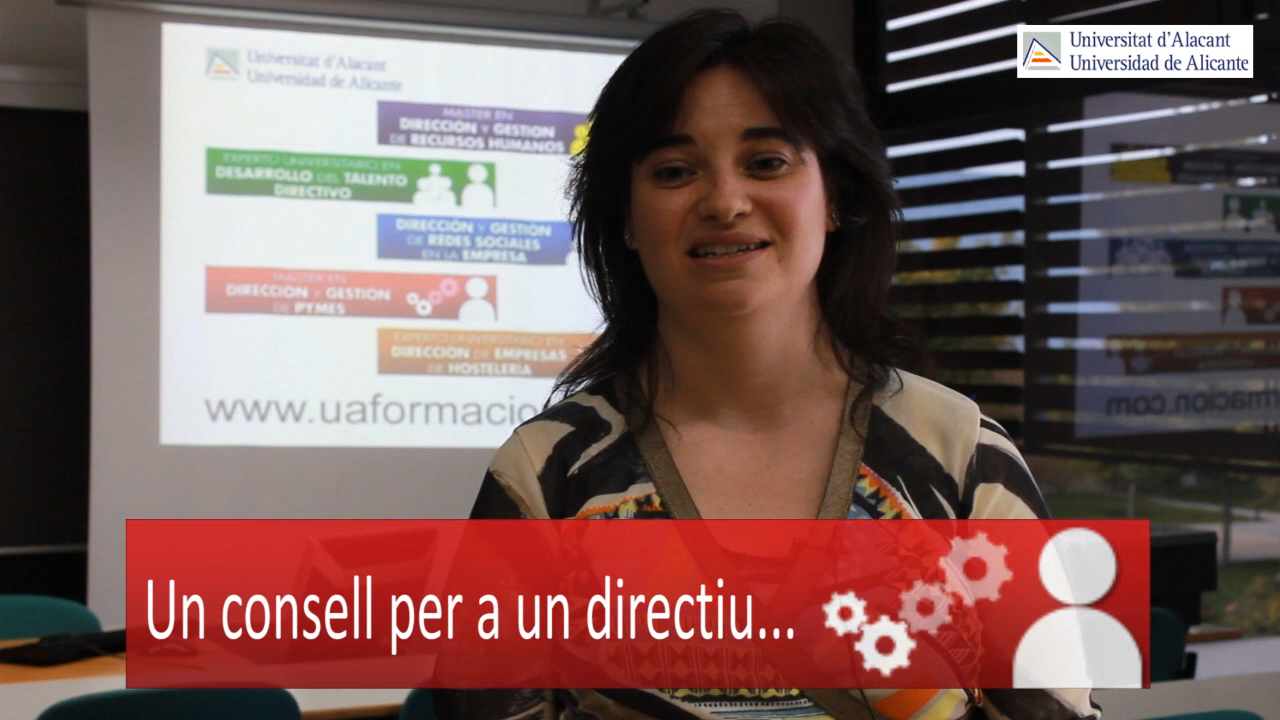 Universitat d'Alacant
Universidad de Alicante
Universitat d'Alacant
Universidad de Alicante
MASTER EN
DIRECCIÓN Y GESTIÓN
DE RECURSOS HUMANOS
EXPERTO UNIVERSITARIO EN
DESARROLLO DEL TALENTO
DIRECTIVO
DIRECCIÓN Y GESTIÓN
DE REDES SOCIALES
EN LA EMPRESA
MASTER EN
DIRECCIÓN Y GESTIÓN
DE PYMES
EXPERTO UNIVERSITARIO EN
DIRECCIÓN DE EMPRESAS
DE HOSTELERÍA
www.uaformacio
Un consell per a un directiu...